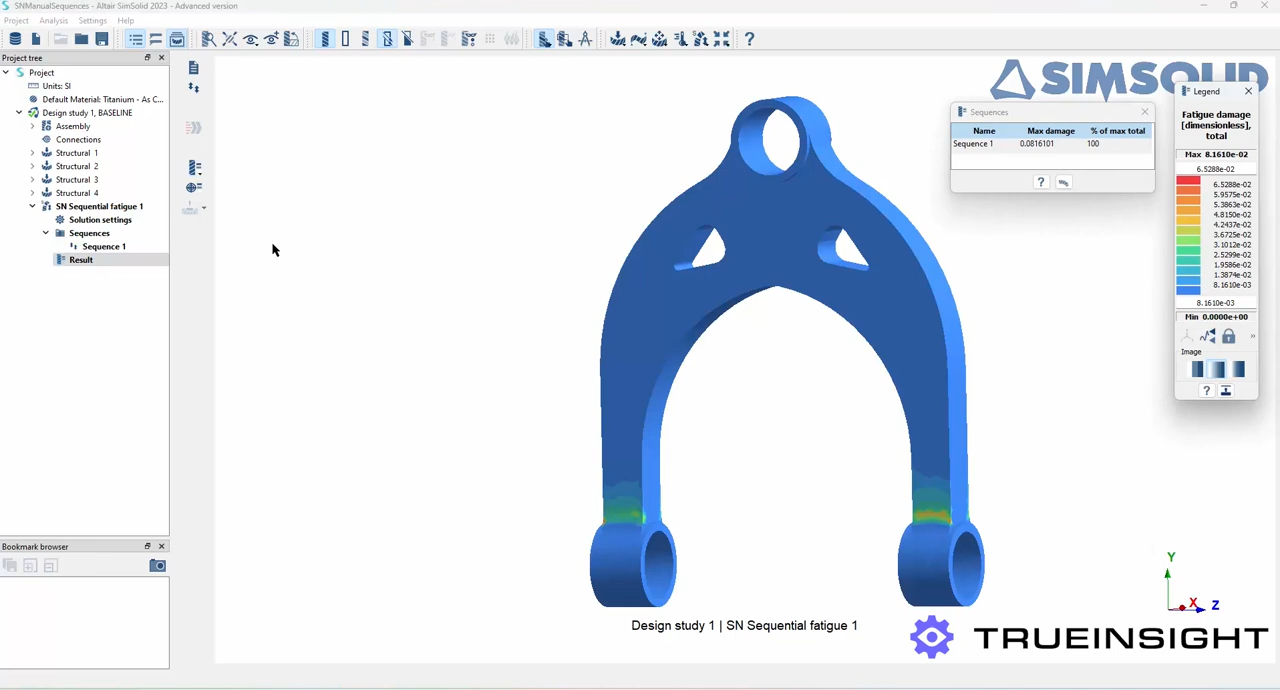 SNManualSequences - Altair SimSolid 2023 - Advanced version
Project Analysis Settings Help
Project tree
Project
Units: SI
Default Material: Titanium - As C...
Design study 1, BASELINE
Assembly
Connections
Structural 1
Structural 2
Structural 3
Structural 4
SN Sequential fatigue 1
Solution settings
Sequences
Sequence 1
Result
Bookmark browser
SIMSOLID
Sequences
Name Max damage % of max total
Sequence 1 0.0816101 100
?
Legend
Fatigue damage
[dimensionless],
total
Max 8.1610e-02
6.5288e-02
6.5288e-02
5.9575e-02
5.3863e-02
4.8150e-02
4.2437e-02
3.6725e-02
3.1012e-02
2.5299e-02
1.9586e-02
1.3874e-02
8.1610e-03
8.1610e-03
Min 0.0000e+00
Image
?
Y
X
Z
Design study 1 | SN Sequential fatigue 1
TRUEINSIGHT